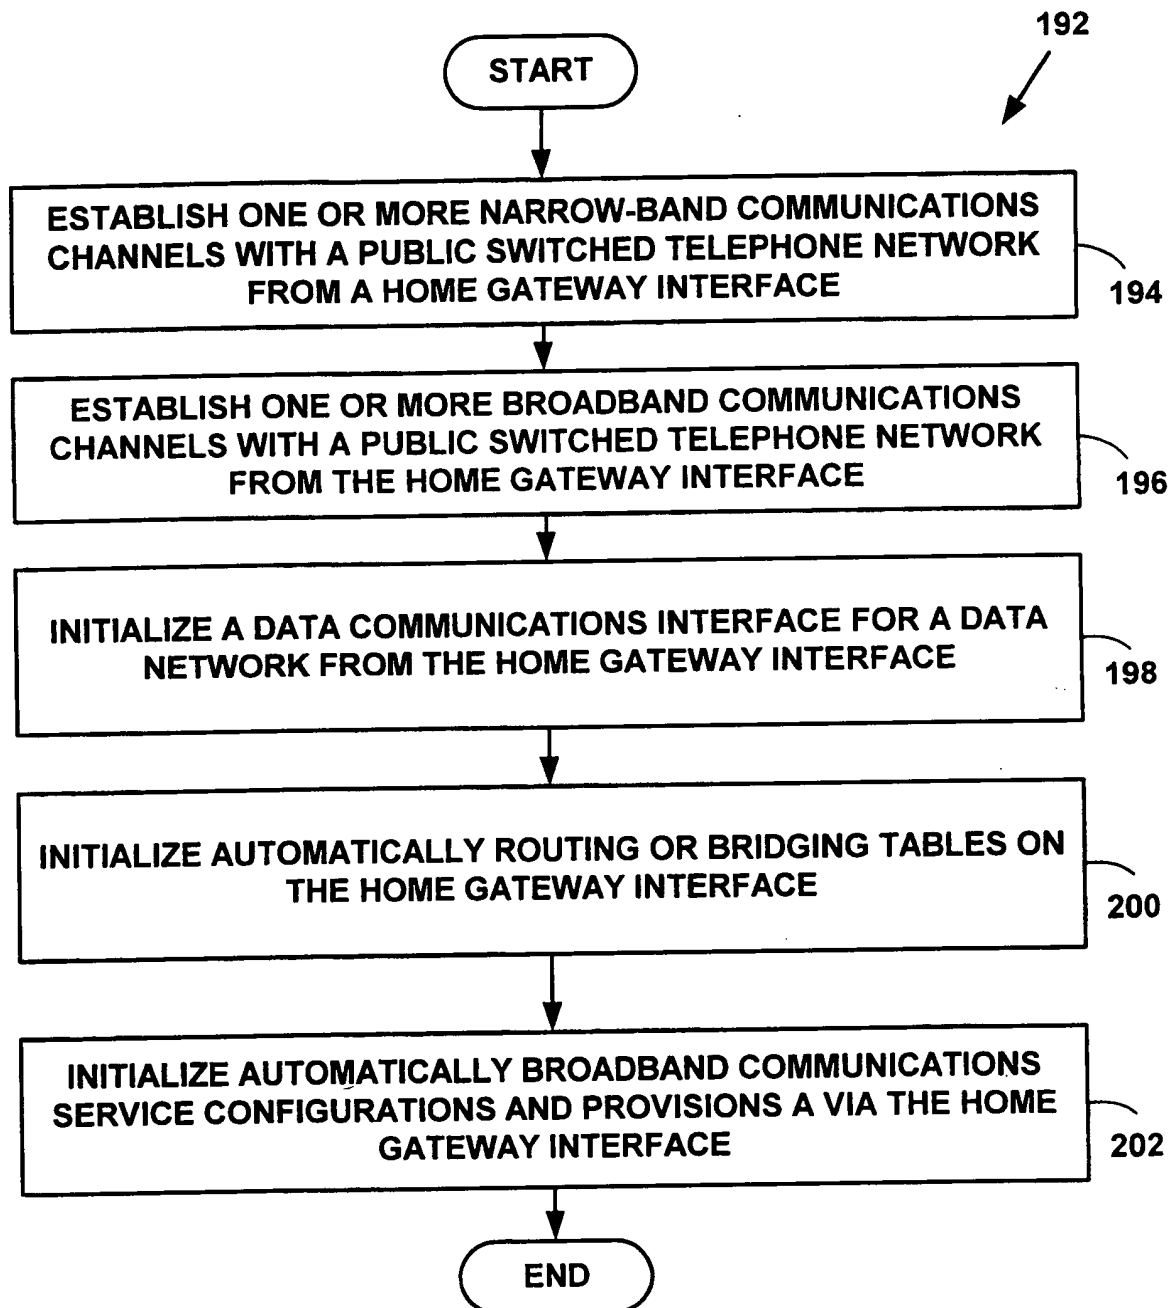 192
START
ESTABLISH ONE OR MORE NARROW-BAND COMMUNICATIONS
CHANNELS WITH A PUBLIC SWITCHED TELEPHONE NETWORK
FROM A HOME GATEWAY INTERFACE
194
ESTABLISH ONE OR MORE BROADBAND COMMUNICATIONS
CHANNELS WITH A PUBLIC SWITCHED TELEPHONE NETWORK
FROM THE HOME GATEWAY INTERFACE
196
INITIALIZE A DATA COMMUNICATIONS INTERFACE FOR A DATA
NETWORK FROM THE HOME GATEWAY INTERFACE
198
INITIALIZE AUTOMATICALLY ROUTING OR BRIDGING TABLES ON
THE HOME GATEWAY INTERFACE
200
INITIALIZE AUTOMATICALLY BROADBAND COMMUNICATIONS
SERVICE CONFIGURATIONS AND PROVISIONS A VIA THE HOME
GATEWAY INTERFACE
202
END